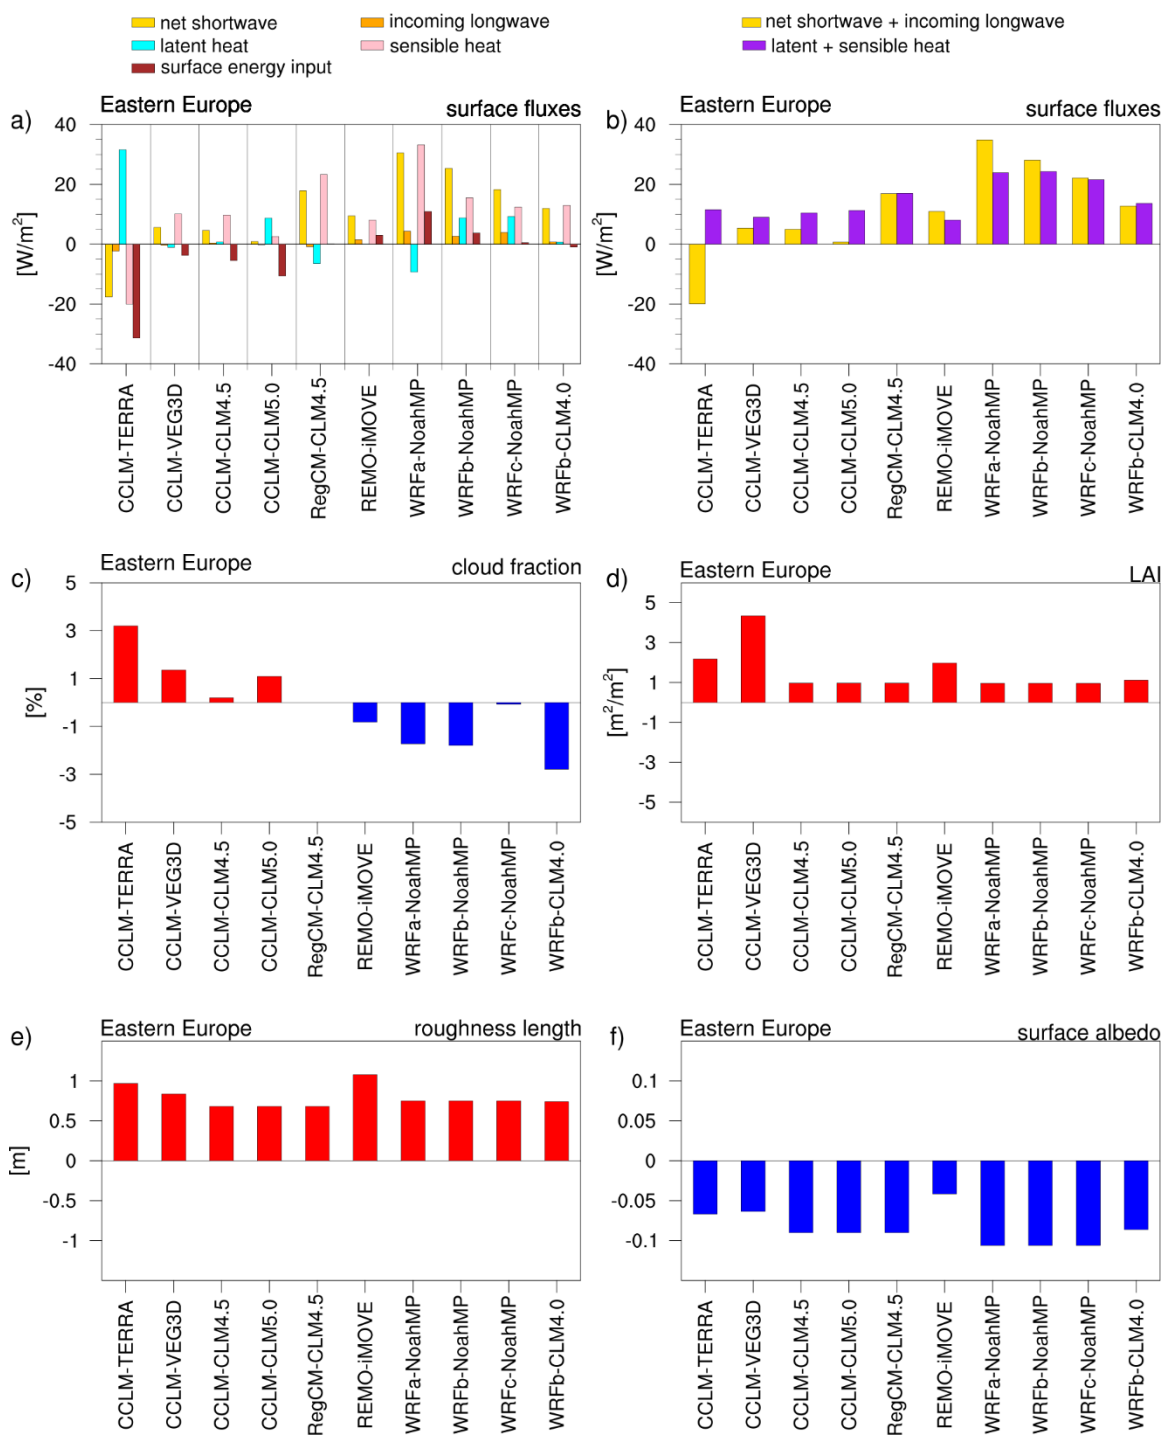 net shortwave
incoming longwave
net shortwave + incoming longwave
latent heat
sensible heat
latent + sensible heat
surface energy input
a)
Eastern Europe
surface fluxes
[W/m²]
40
20
0
-20
-40
CCLM-TERRA
CCLM-VEG3D
CCLM-CLM4.5
CCLM-CLM5.0
RegCM-CLM4.5
REMO-iMOVE
WRFa-NoahMP
WRFb-NoahMP
WRFc-NoahMP
WRFb-CLM4.0
b)
Eastern Europe
surface fluxes
[W/m²]
40
20
0
-20
-40
CCLM-TERRA
CCLM-VEG3D
CCLM-CLM4.5
CCLM-CLM5.0
RegCM-CLM4.5
REMO-iMOVE
WRFa-NoahMP
WRFb-NoahMP
WRFc-NoahMP
WRFb-CLM4.0
c)
Eastern Europe
cloud fraction
[%]
5
3
1
-1
-3
-5
CCLM-TERRA
CCLM-VEG3D
CCLM-CLM4.5
CCLM-CLM5.0
RegCM-CLM4.5
REMO-iMOVE
WRFa-NoahMP
WRFb-NoahMP
WRFc-NoahMP
WRFb-CLM4.0
d)
Eastern Europe
LAI
[m²/m²]
5
3
1
-1
-3
-5
CCLM-TERRA
CCLM-VEG3D
CCLM-CLM4.5
CCLM-CLM5.0
RegCM-CLM4.5
REMO-iMOVE
WRFa-NoahMP
WRFb-NoahMP
WRFc-NoahMP
WRFb-CLM4.0
e)
Eastern Europe
roughness length
[m]
1
0.5
0
-0.5
-1
CCLM-TERRA
CCLM-VEG3D
CCLM-CLM4.5
CCLM-CLM5.0
RegCM-CLM4.5
REMO-iMOVE
WRFa-NoahMP
WRFb-NoahMP
WRFc-NoahMP
WRFb-CLM4.0
f)
Eastern Europe
surface albedo
0.1
0.05
0
-0.05
-0.1
CCLM-TERRA
CCLM-VEG3D
CCLM-CLM4.5
CCLM-CLM5.0
RegCM-CLM4.5
REMO-iMOVE
WRFa-NoahMP
WRFb-NoahMP
WRFc-NoahMP
WRFb-CLM4.0